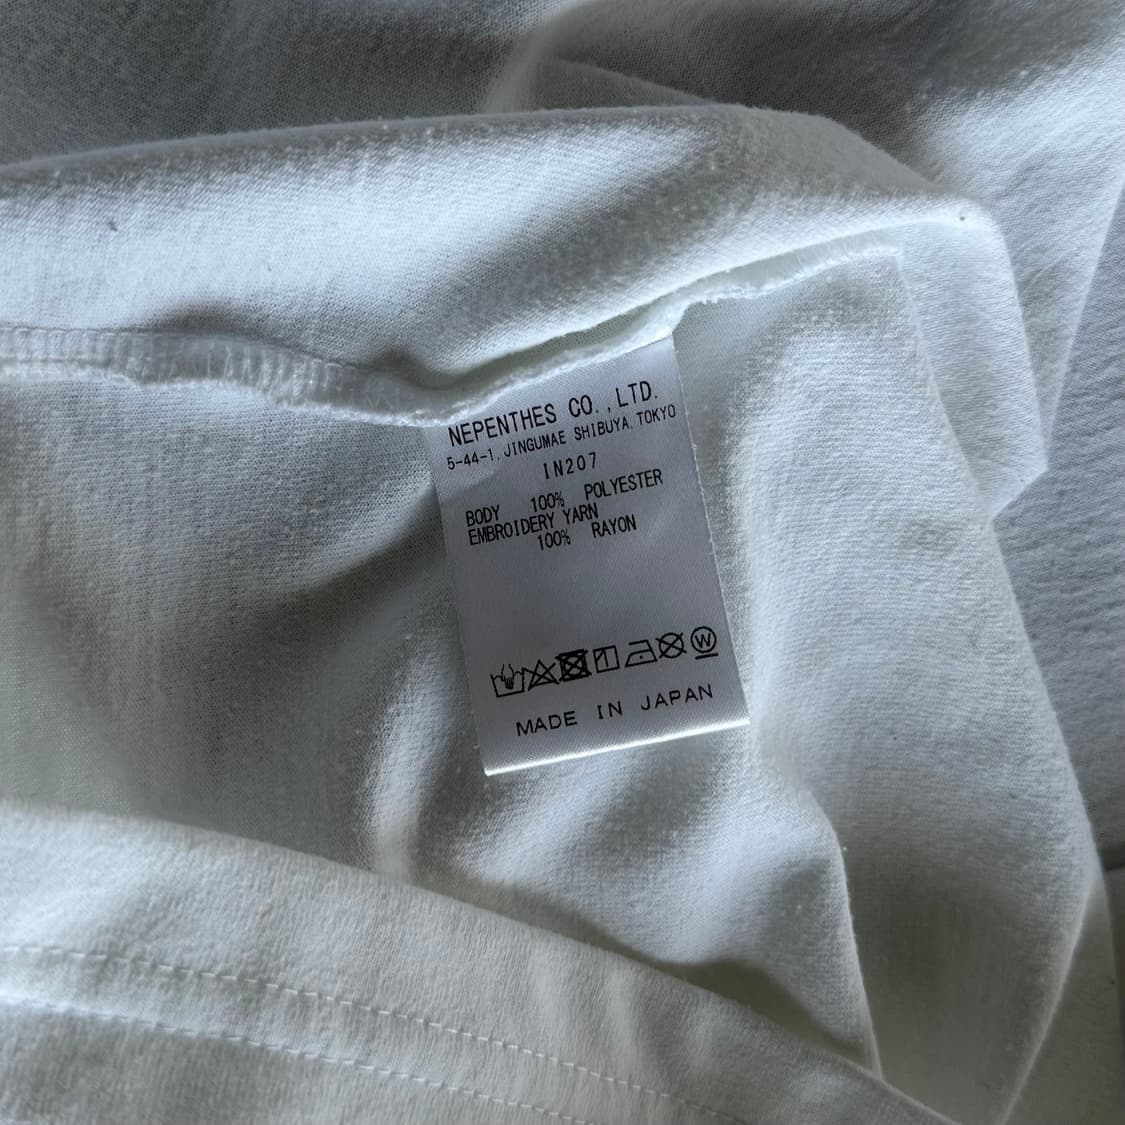 NEPENTHES CO.,LTD.
5-44-1, JINGUMAE SHIBUYA, TOKYO
IN207
BODY 100% POLYESTER
EMBROIDERY YARN
100% RAYON
W
MADE IN JAPAN